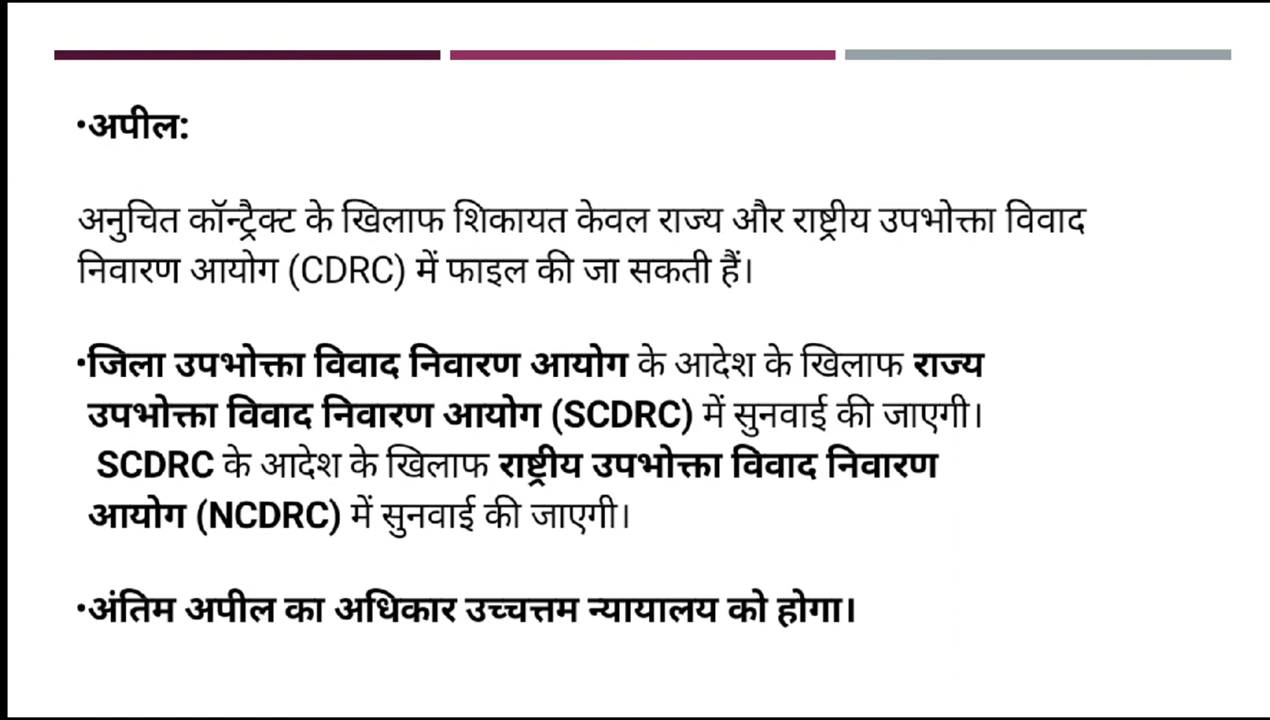 •अपील:
अनुचित कॉन्ट्रैक्ट के खिलाफ शिकायत केवल राज्य और राष्ट्रीय उपभोक्ता विवाद
निवारण आयोग (CDRC) में फाइल की जा सकती हैं।
•जिला उपभोक्ता विवाद निवारण आयोग के आदेश के खिलाफ राज्य
उपभोक्ता विवाद निवारण आयोग (SCDRC) में सुनवाई की जाएगी।
SCDRC के आदेश के खिलाफ राष्ट्रीय उपभोक्ता विवाद निवारण
आयोग (NCDRC) में सुनवाई की जाएगी।
•अंतिम अपील का अधिकार उच्चत्तम न्यायालय को होगा।